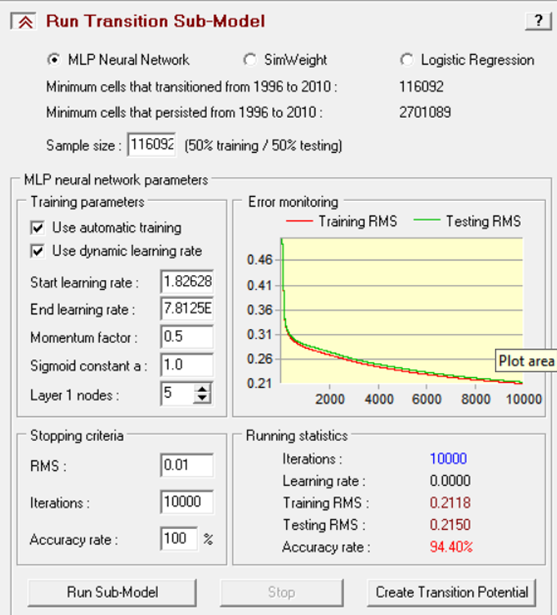 Run Transition Sub-Model
?
MLP Neural Network SimWeight Logistic Regression
Minimum cells that transitioned from 1996 to 2010 : 116092
Minimum cells that persisted from 1996 to 2010 : 2701089
Sample size : 116092 (50% training / 50% testing)
MLP neural network parameters
Training parameters
Use automatic training
Use dynamic learning rate
Start learning rate : 1.82628
End learning rate : 7.8125E
Momentum factor : 0.5
Sigmoid constant a : 1.0
Layer 1 nodes : 5
Error monitoring
Training RMS Testing RMS
0.46
0.41
0.36
0.31
0.26
0.21
Plot area
2000 4000 6000 8000 10000
Stopping criteria
RMS : 0.01
Iterations : 10000
Accuracy rate : 100 %
Running statistics
Iterations : 10000
Learning rate : 0.0000
Training RMS : 0.2118
Testing RMS : 0.2150
Accuracy rate : 94.40%
Run Sub-Model Stop Create Transition Potential